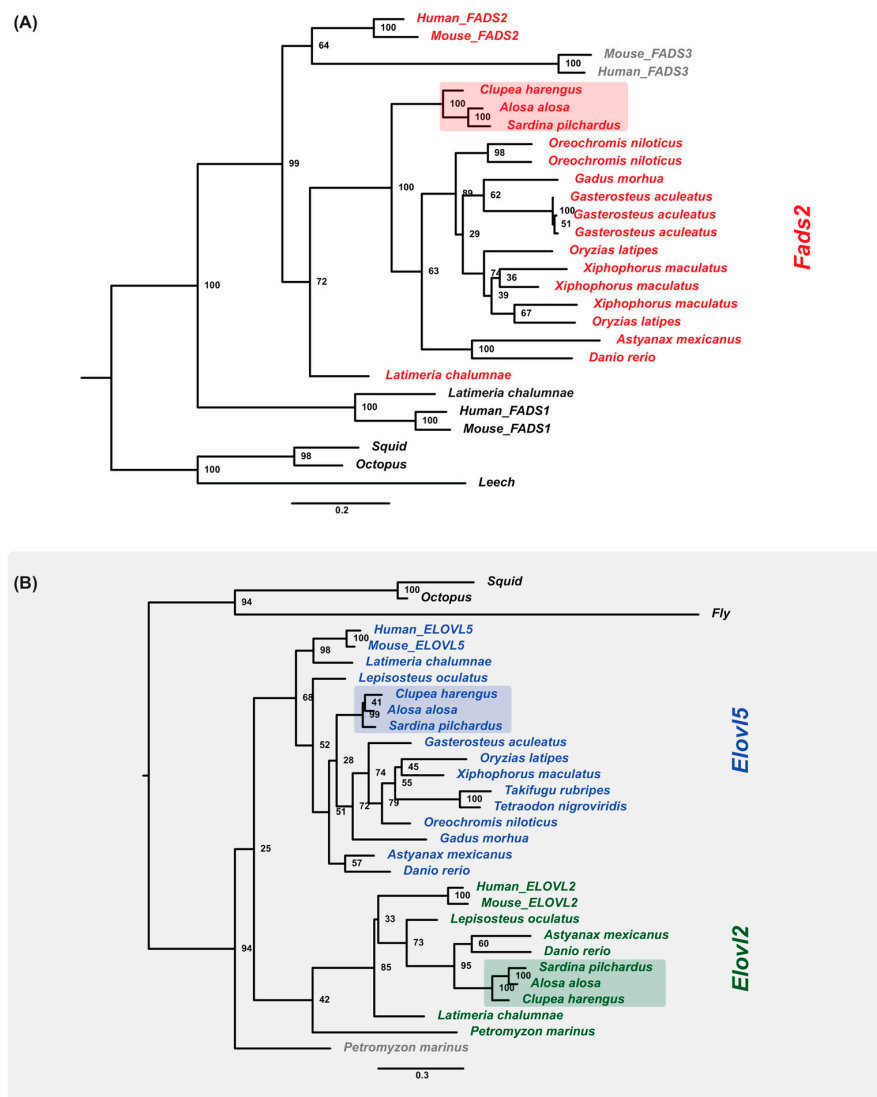 (A)
Human_FADS2
100
Mouse_FADS2
64
Mouse_FADS3
100
Human_FADS3
Clupea harengus
100
Alosa alosa
100
Sardina pilchardus
Oreochromis niloticus
98
Oreochromis niloticus
99
100
Gadus morhua
89
62
Gasterosteus aculeatus
100
Gasterosteus aculeatus
51
Gasterosteus aculeatus
29
Oryzias latipes
63
74
Xiphophorus maculatus
36
72
Xiphophorus maculatus
39
100
Xiphophorus maculatus
67
Oryzias latipes
Astyanax mexicanus
100
Danio rerio
Latimeria chalumnae
Latimeria chalumnae
100
Human_FADS1
100
Mouse_FADS1
Squid
98
Octopus
100
Leech
0.2
Fads2
(B)
Squid
100
Octopus
94
Fly
Human_ELOVL5
100
Mouse_ELOVL5
98
Latimeria chalumnae
Lepisosteus oculatus
68
Clupea harengus
41
Alosa alosa
99
Sardina pilchardus
52
Gasterosteus aculeatus
28
Oryzias latipes
74
45
Xiphophorus maculatus
55
Takifugu rubripes
100
72
79
Tetraodon nigroviridis
51
Oreochromis niloticus
Gadus morhua
25
Astyanax mexicanus
57
Danio rerio
Elovl5
Human_ELOVL2
100
Mouse_ELOVL2
33
Lepisosteus oculatus
73
Astyanax mexicanus
60
94
Danio rerio
85
95
Sardina pilchardus
100
Alosa alosa
100
Clupea harengus
42
Latimeria chalumnae
Petromyzon marinus
Petromyzon marinus
0.3
Elovl2